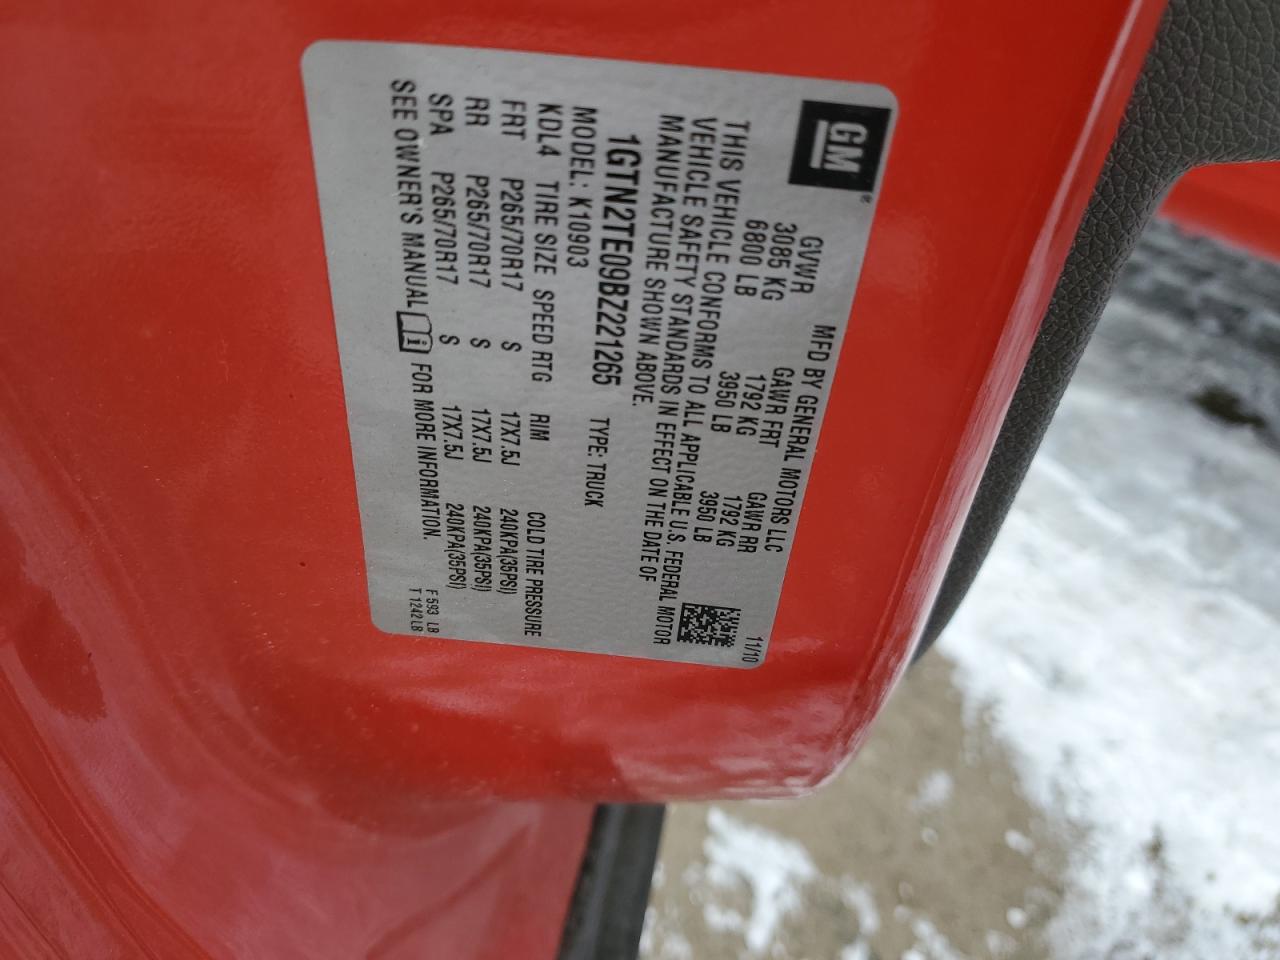 GM ®
MFD BY GENERAL MOTORS LLC 11/10
GVWR GAWR FRT GAWR RR
3085 KG 1792 KG 1792 KG
6800 LB 3950 LB 3950 LB
THIS VEHICLE CONFORMS TO ALL APPLICABLE U.S. FEDERAL MOTOR
VEHICLE SAFETY STANDARDS IN EFFECT ON THE DATE OF
MANUFACTURE SHOWN ABOVE.
1GTN2TE09BZ221265 TYPE: TRUCK
MODEL: K10903
KDL4 TIRE SIZE SPEED RTG RIM COLD TIRE PRESSURE
FRT P265/70R17 S 17X7.5J 240KPA(35PSI)
RR P265/70R17 S 17X7.5J 240KPA(35PSI)
SPA P265/70R17 S 17X7.5J 240KPA(35PSI)
SEE OWNER'S MANUAL i FOR MORE INFORMATION.
F 593 LB
T 1242 LB